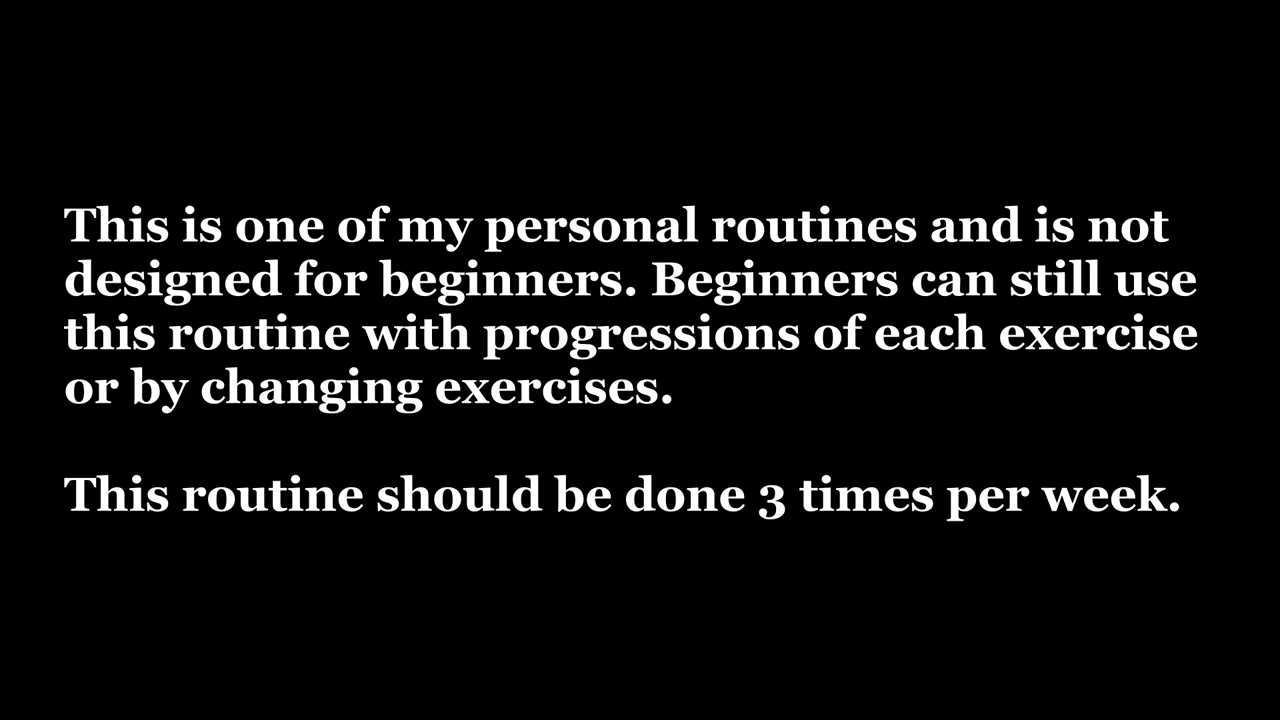 This is one of my personal routines and is not
designed for beginners. Beginners can still use
this routine with progressions of each exercise
or by changing exercises.
This routine should be done 3 times per week.